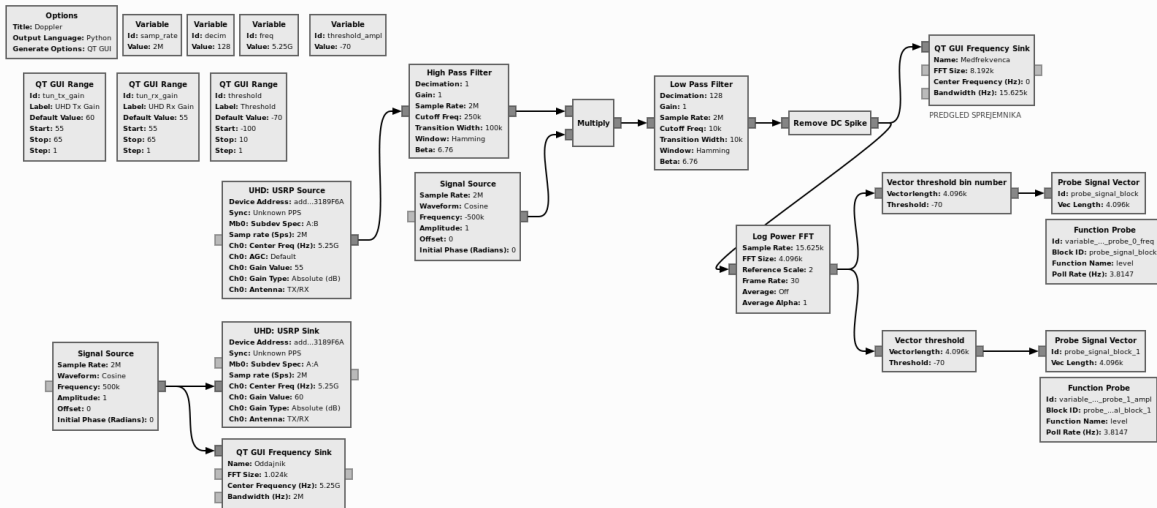 Options
Title: Doppler
Output Language: Python
Generate Options: QT GUI
Variable
Id: samp_rate
Value: 2M
Variable
Id: decim
Value: 128
Variable
Id: freq
Value: 5.25G
Variable
Id: threshold_ampl
Value: -70
QT GUI Range
Id: tun_tx_gain
Label: UHD Tx Gain
Default Value: 60
Start: 55
Stop: 65
Step: 1
QT GUI Range
Id: tun_rx_gain
Label: UHD Rx Gain
Default Value: 55
Start: 55
Stop: 65
Step: 1
QT GUI Range
Id: threshold
Label: Threshold
Default Value: -70
Start: -100
Stop: 10
Step: 1
High Pass Filter
Decimation: 1
Gain: 1
Sample Rate: 2M
Cutoff Freq: 250k
Transition Width: 100k
Window: Hamming
Beta: 6.76
Multiply
Low Pass Filter
Decimation: 128
Gain: 1
Sample Rate: 2M
Cutoff Freq: 10k
Transition Width: 10k
Window: Hamming
Beta: 6.76
Remove DC Spike
QT GUI Frequency Sink
Name: Medfrekvenca
FFT Size: 8.192k
Center Frequency (Hz): 0
Bandwidth (Hz): 15.625k
PREDGLED SPREJEMNIKA
UHD: USRP Source
Device Address: add...3189F6A
Sync: Unknown PPS
Mb0: Subdev Spec: A:B
Samp rate (Sps): 2M
Ch0: Center Freq (Hz): 5.25G
Ch0: AGC: Default
Ch0: Gain Value: 55
Ch0: Gain Type: Absolute (dB)
Ch0: Antenna: TX/RX
Signal Source
Sample Rate: 2M
Waveform: Cosine
Frequency: -500k
Amplitude: 1
Offset: 0
Initial Phase (Radians): 0
Vector threshold bin number
Vectorlength: 4.096k
Threshold: -70
Probe Signal Vector
Id: probe_signal_block
Vec Length: 4.096k
Function Probe
Id: variable_..._probe_0_freq
Block ID: probe_signal_block
Function Name: level
Poll Rate (Hz): 3.8147
Log Power FFT
Sample Rate: 15.625k
FFT Size: 4.096k
Reference Scale: 2
Frame Rate: 30
Average: Off
Average Alpha: 1
Signal Source
Sample Rate: 2M
Waveform: Cosine
Frequency: 500k
Amplitude: 1
Offset: 0
Initial Phase (Radians): 0
UHD: USRP Sink
Device Address: add...3189F6A
Sync: Unknown PPS
Mb0: Subdev Spec: A:A
Samp rate (Sps): 2M
Ch0: Center Freq (Hz): 5.25G
Ch0: Gain Value: 60
Ch0: Gain Type: Absolute (dB)
Ch0: Antenna: TX/RX
Vector threshold
Vectorlength: 4.096k
Threshold: -70
Probe Signal Vector
Id: probe_signal_block_1
Vec Length: 4.096k
Function Probe
Id: variable_..._probe_1_ampl
Block ID: probe_...al_block_1
Function Name: level
Poll Rate (Hz): 3.8147
QT GUI Frequency Sink
Name: Oddajnik
FFT Size: 1.024k
Center Frequency (Hz): 5.25G
Bandwidth (Hz): 2M